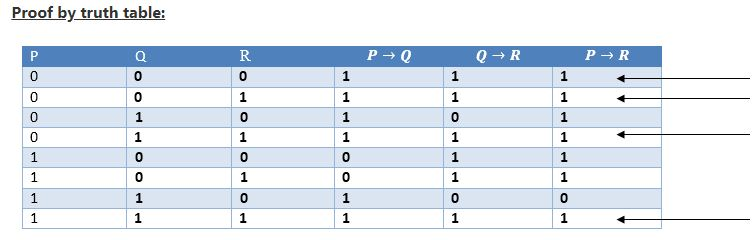 Proof by truth table:
P Q R P → Q Q → R P → R
0 0 0 1 1 1
0 0 1 1 1 1
0 1 0 1 0 1
0 1 1 1 1 1
1 0 0 0 1 1
1 0 1 0 1 1
1 1 0 1 0 0
1 1 1 1 1 1